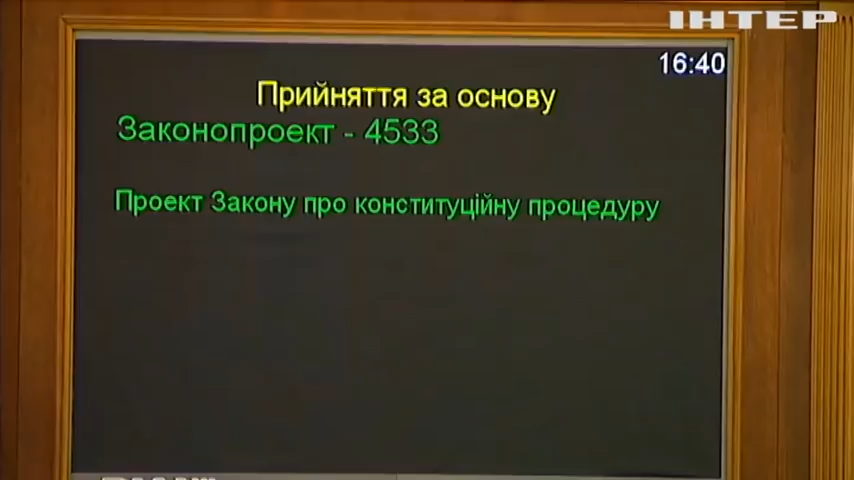 ІНТЕР
16:40
Прийняття за основу
Законопроект - 4533
Проект Закону про конституційну процедуру